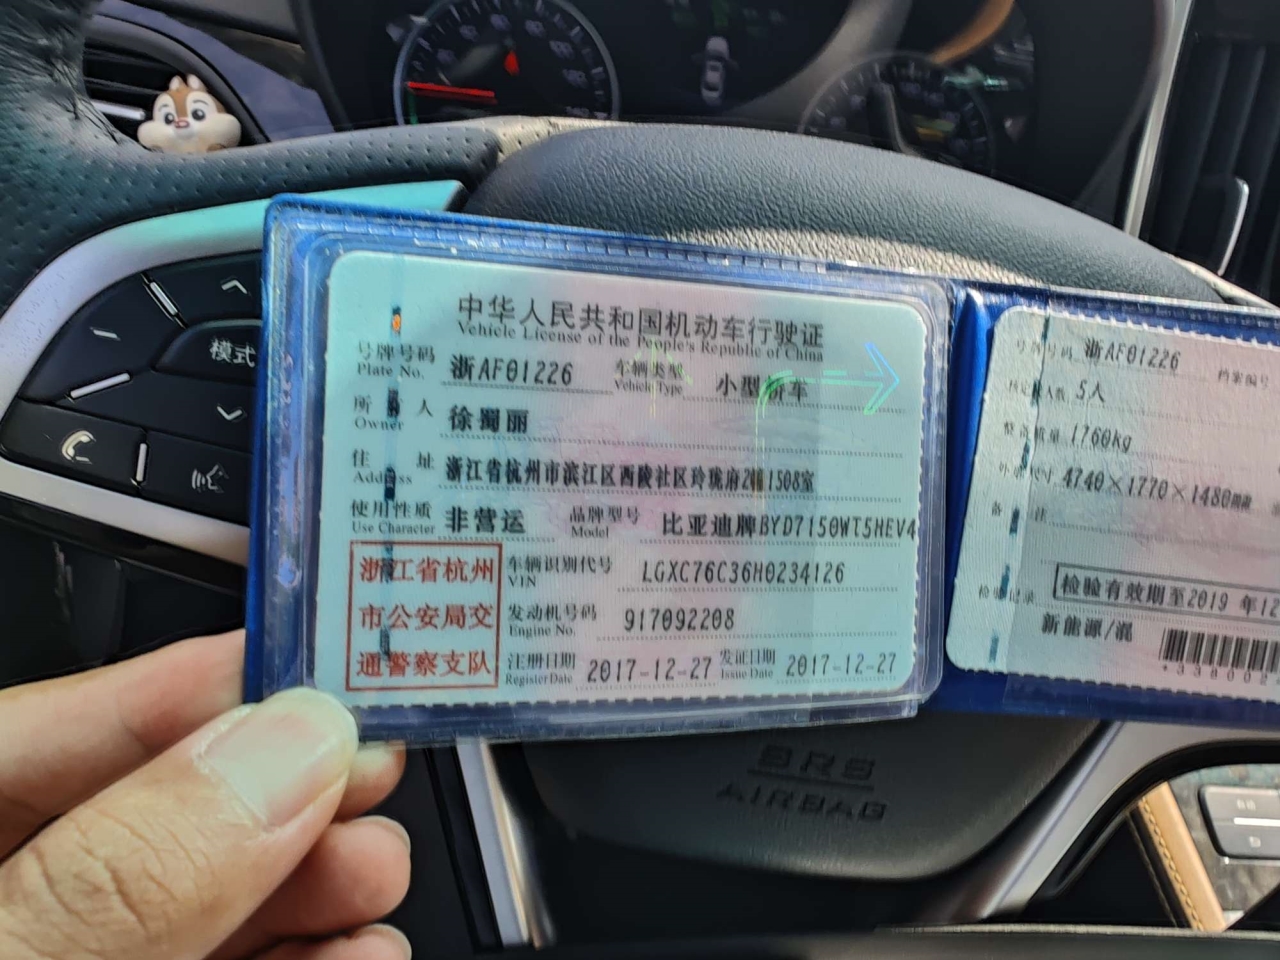 模式
中华人民共和国机动车行驶证
Vehicle License of the People's Republic of China
号牌号码 浙AF01226 车辆类型 小型轿车
Plate No. Vehicle Type
所有人 徐蜀丽
Owner
住址 浙江省杭州市滨江区西陵社区玲珑府2幢1508室
Address
使用性质 非营运 品牌型号 比亚迪牌BYD7150WT5HEV4
Use Character Model
浙江省杭州
市公安局交
通警察支队
车辆识别代号 LGXC76C36H0234126
VIN
发动机号码 917092208
Engine No.
注册日期 2017-12-27 发证日期 2017-12-27
Register Date Issue Date
号牌号码 浙AF01226 档案编号
核定载人数 5人
整备质量 1760kg
外廓尺寸 4740×1770×1480
备注
检验记录 检验有效期至2019年12
新能源/混
*338002
SRS
AIRBAG